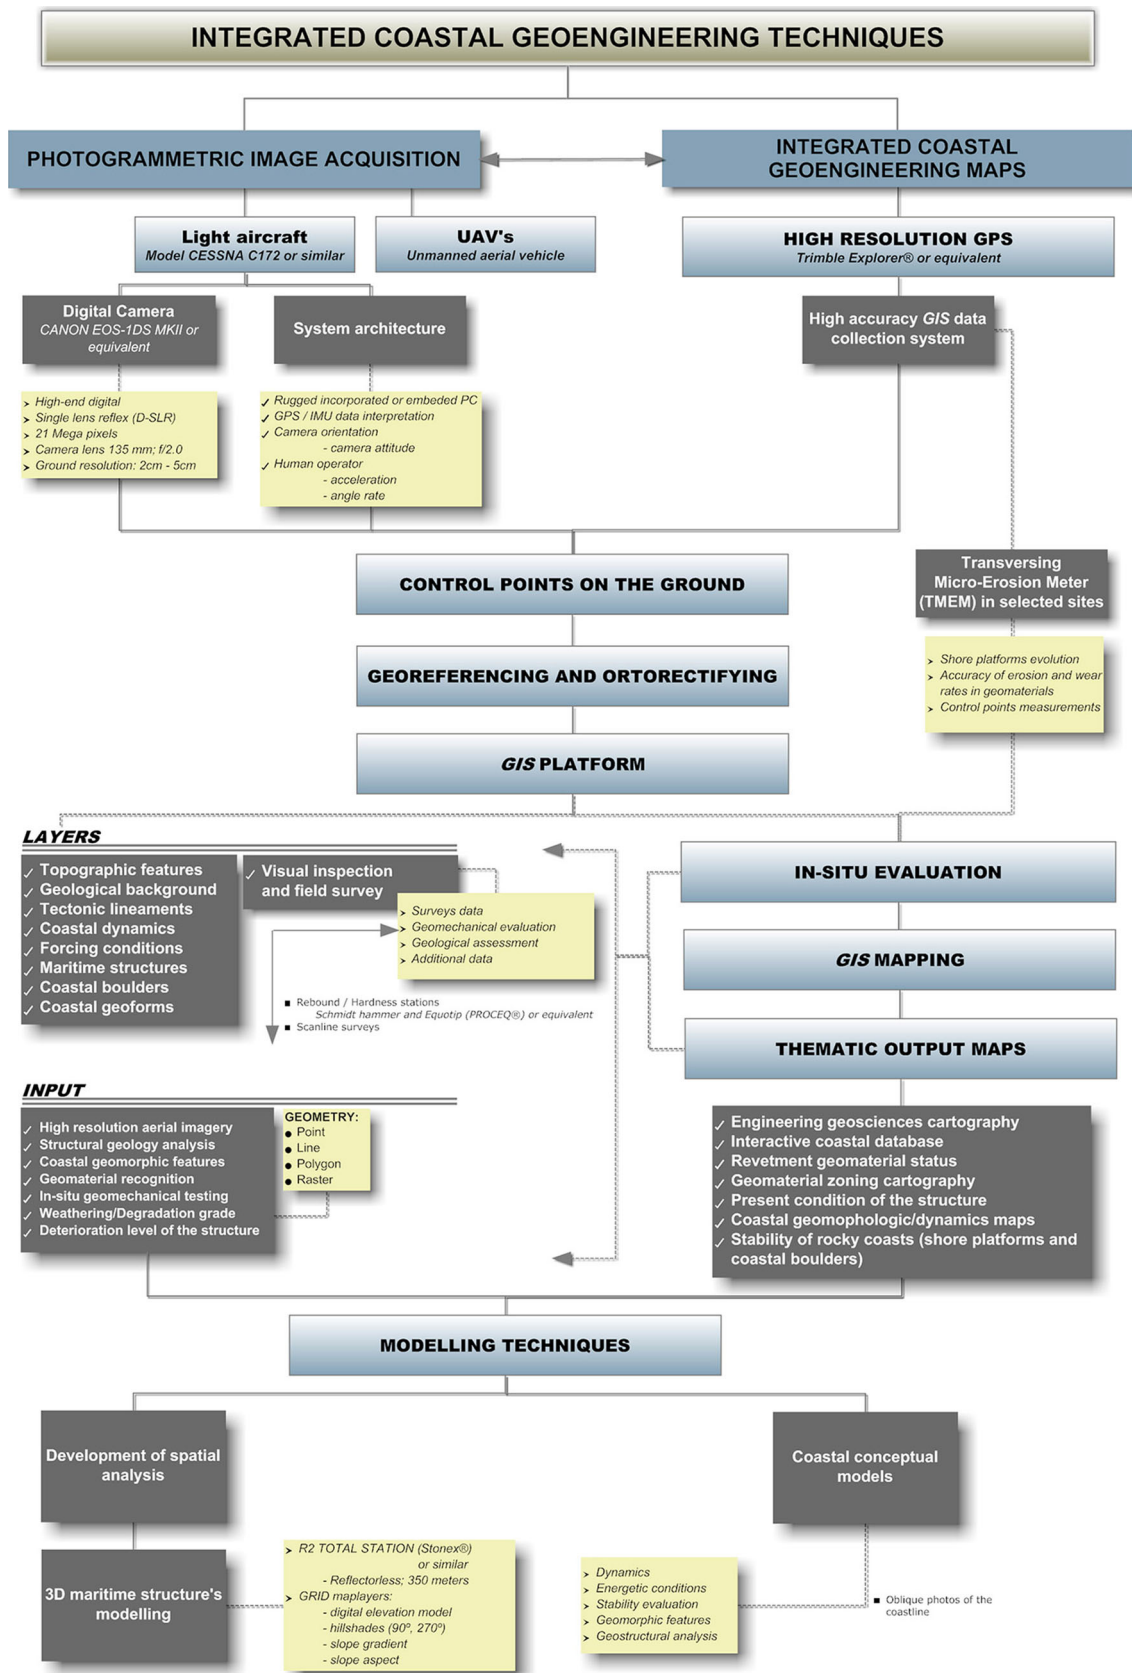 INTEGRATED COASTAL GEOENGINEERING TECHNIQUES
PHOTOGRAMMETRIC IMAGE ACQUISITION
INTEGRATED COASTAL
GEOENGINEERING MAPS
Light aircraft
Model CESSNA C172 or similar
UAV's
Unmanned aerial vehicle
HIGH RESOLUTION GPS
Trimble Explorer® or equivalent
Digital Camera
CANON EOS-1DS MKII or
equivalent
System architecture
High accuracy GIS data
collection system
High-end digital
Single lens reflex (D-SLR)
21 Mega pixels
Camera lens 135 mm; f/2.0
Ground resolution: 2cm - 5cm
Rugged incorporated or embeded PC
GPS / IMU data interpretation
Camera orientation
- camera attitude
Human operator
- acceleration
- angle rate
CONTROL POINTS ON THE GROUND
Transversing
Micro-Erosion Meter
(TMEM) in selected sites
GEOREFERENCING AND ORTORECTIFYING
Shore platforms evolution
Accuracy of erosion and wear
rates in geomaterials
Control points measurements
GIS PLATFORM
LAYERS
Topographic features
Geological background
Tectonic lineaments
Coastal dynamics
Forcing conditions
Maritime structures
Coastal boulders
Coastal geoforms
Visual inspection
and field survey
Surveys data
Geomechanical evaluation
Geological assessment
Additional data
Rebound / Hardness stations
Schmidt hammer and Equotip (PROCEQ®) or equivalent
Scanline surveys
IN-SITU EVALUATION
GIS MAPPING
THEMATIC OUTPUT MAPS
INPUT
High resolution aerial imagery
Structural geology analysis
Coastal geomorphic features
Geomaterial recognition
In-situ geomechanical testing
Weathering/Degradation grade
Deterioration level of the structure
GEOMETRY:
Point
Line
Polygon
Raster
Engineering geosciences cartography
Interactive coastal database
Revetment geomaterial status
Geomaterial zoning cartography
Present condition of the structure
Coastal geomophologic/dynamics maps
Stability of rocky coasts (shore platforms and
coastal boulders)
MODELLING TECHNIQUES
Development of spatial
analysis
Coastal conceptual
models
3D maritime structure's
modelling
R2 TOTAL STATION (Stonex®)
or similar
- Reflectorless; 350 meters
GRID maplayers:
- digital elevation model
- hillshades (90º, 270º)
- slope gradient
- slope aspect
Dynamics
Energetic conditions
Stability evaluation
Geomorphic features
Geostructural analysis
Oblique photos of the
coastline